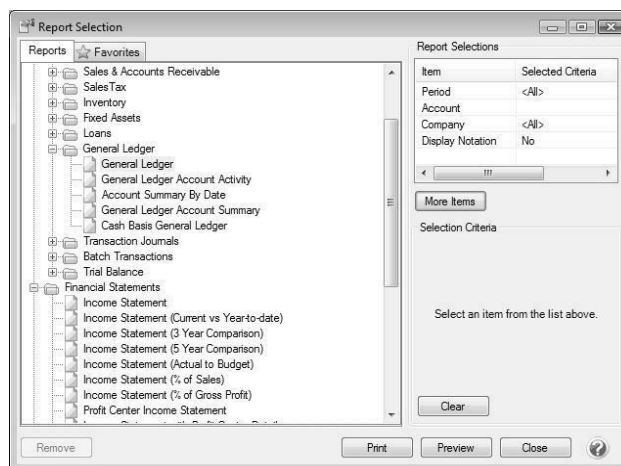 Report Selection
Reports
Favorites
Sales & Accounts Receivable
SalesTax
Inventory
Fixed Assets
Loans
General Ledger
General Ledger
General Ledger Account Activity
Account Summary By Date
General Ledger Account Summary
Cash Basis General Ledger
Transaction Journals
Batch Transactions
Trial Balance
Financial Statements
Income Statement
Income Statement (Current vs Year-to-date)
Income Statement (3 Year Comparison)
Income Statement (5 Year Comparison)
Income Statement (Actual to Budget)
Income Statement (% of Sales)
Income Statement (% of Gross Profit)
Profit Center Income Statement
Report Selections
Item Selected Criteria
Period <All>
Account
Company <All>
Display Notation No
More Items
Selection Criteria
Select an item from the list above.
Clear
Remove
Print
Preview
Close